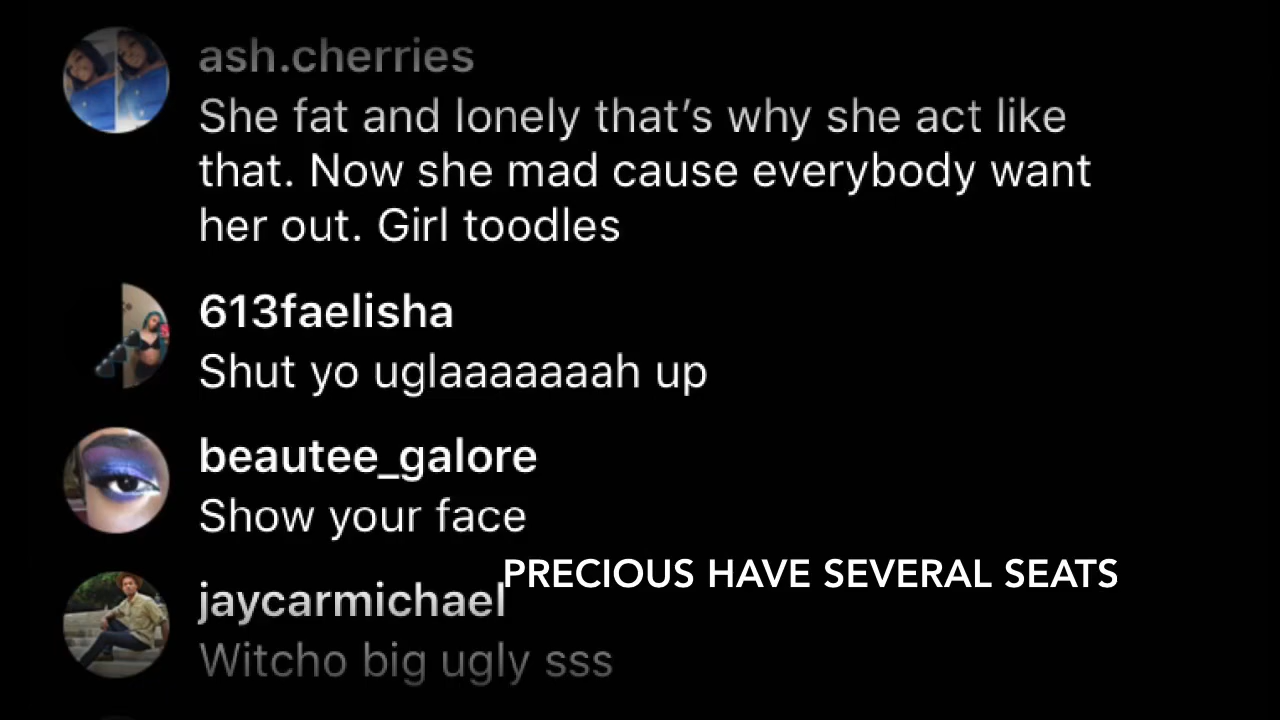 ash.cherries
She fat and lonely that's why she act like
that. Now she mad cause everybody want
her out. Girl toodles
613faelisha
Shut yo uglaaaaaaah up
beautee_galore
Show your face
PRECIOUS HAVE SEVERAL SEATS
jaycarmichael
Witcho big ugly sss